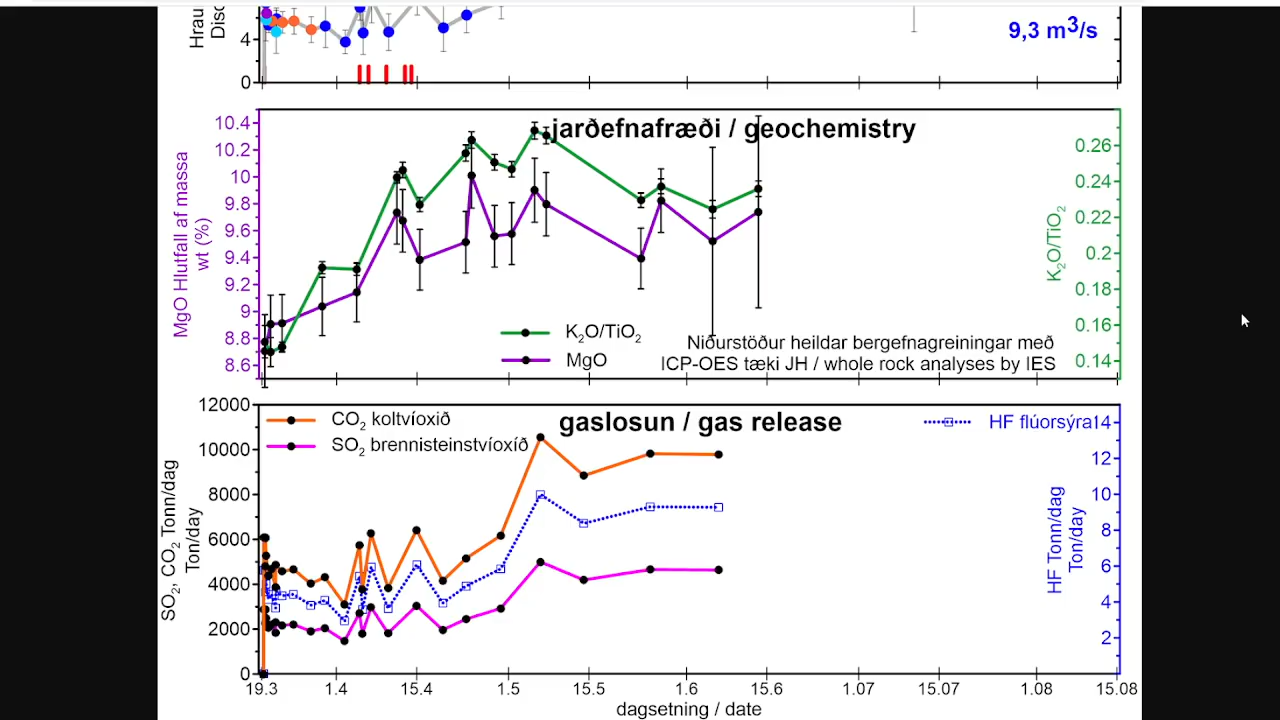 Hrau
Disc
4
0
9,3 m³/s
jarðefnafræði / geochemistry
MgO Hlutfall af massa
wt (%)
10.4
10.2
10
9.8
9.6
9.4
9.2
9
8.8
8.6
K₂O/TiO₂
0.26
0.24
0.22
0.2
0.18
0.16
0.14
K₂O/TiO₂
MgO
Niðurstöður heildar bergefnagreiningar með
ICP-OES tæki JH / whole rock analyses by IES
gaslosun / gas release
CO₂ koltvíoxið
SO₂ brennisteinstvíoxíð
HF flúorsýra
SO₂, CO₂ Tonn/dag
Ton/day
12000
10000
8000
6000
4000
2000
0
HF Tonn/dag
Ton/day
14
12
10
8
6
4
2
19.3 1.4 15.4 1.5 15.5 1.6 15.6 1.07 15.07 1.08 15.08
dagsetning / date